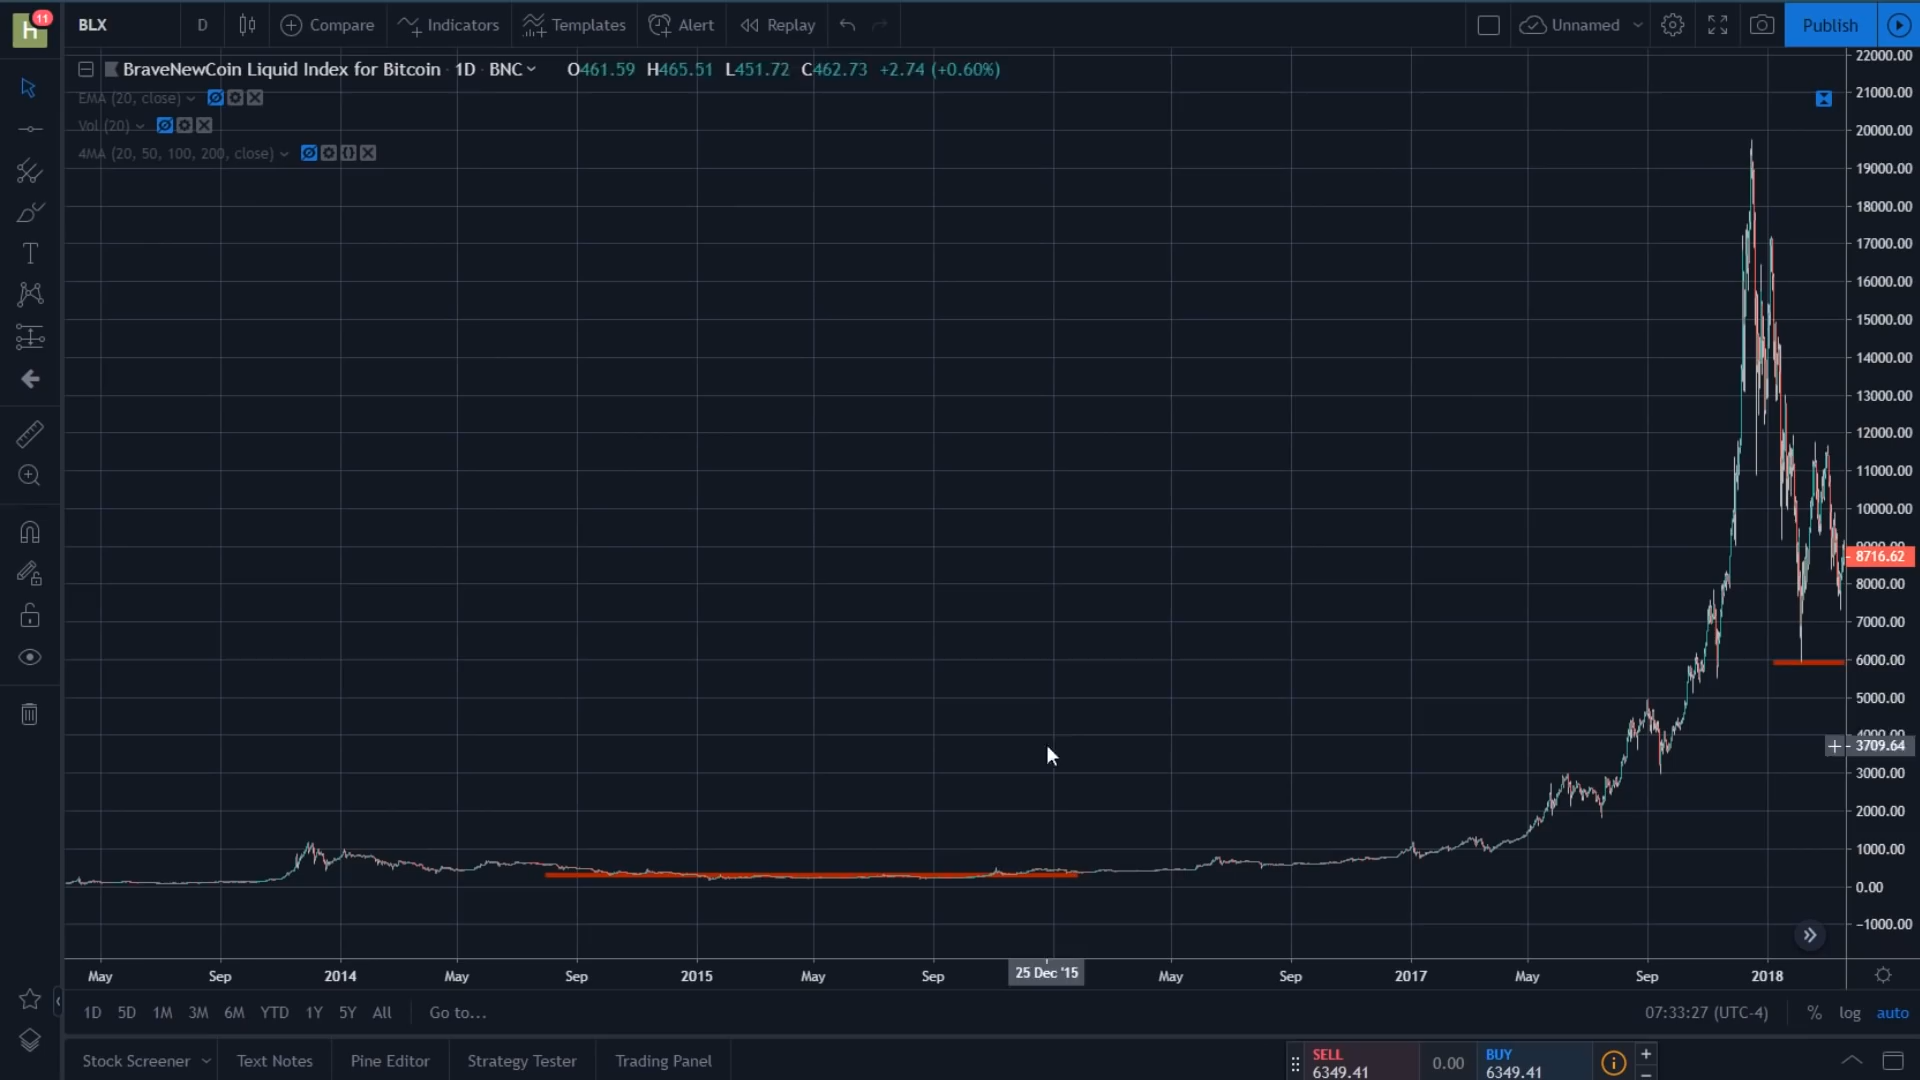 11
h
BLX D Compare Indicators Templates Alert Replay Unnamed Publish
BraveNewCoin Liquid Index for Bitcoin · 1D · BNC O461.59 H465.51 L451.72 C462.73 +2.74 (+0.60%)
EMA (20, close)
Vol (20)
4MA (20, 50, 100, 200, close)
22000.00
21000.00
20000.00
19000.00
18000.00
17000.00
16000.00
15000.00
14000.00
13000.00
12000.00
11000.00
10000.00
9000.00
8716.62
8000.00
7000.00
6000.00
5000.00
4000.00
3709.64
3000.00
2000.00
1000.00
0.00
−1000.00
May Sep 2014 May Sep 2015 May Sep 25 Dec '15 May Sep 2017 May Sep 2018
1D 5D 1M 3M 6M YTD 1Y 5Y All Go to... 07:33:27 (UTC-4) % log auto
Stock Screener Text Notes Pine Editor Strategy Tester Trading Panel
SELL 6349.41 0.00 BUY 6349.41